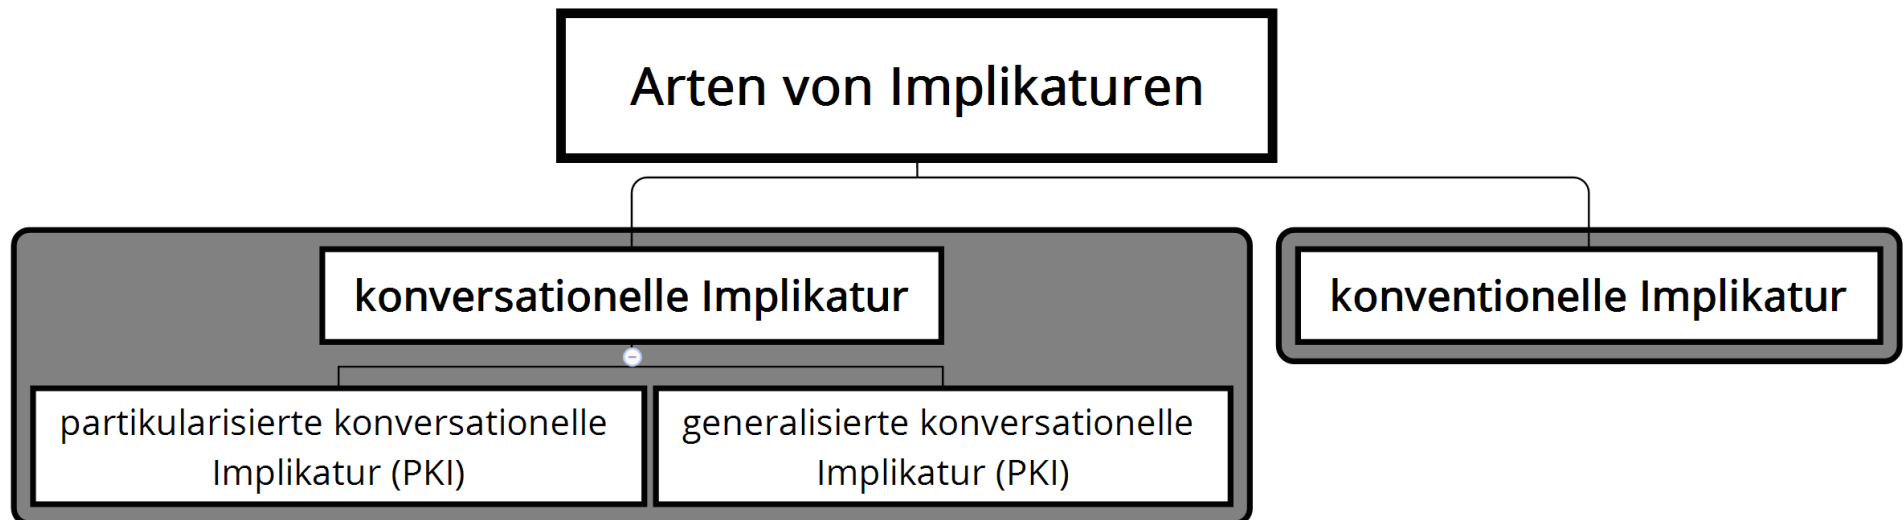 Arten von Implikaturen
konversationelle Implikatur
konventionelle Implikatur
partikularisierte konversationelle
Implikatur (PKI)
generalisierte konversationelle
Implikatur (PKI)